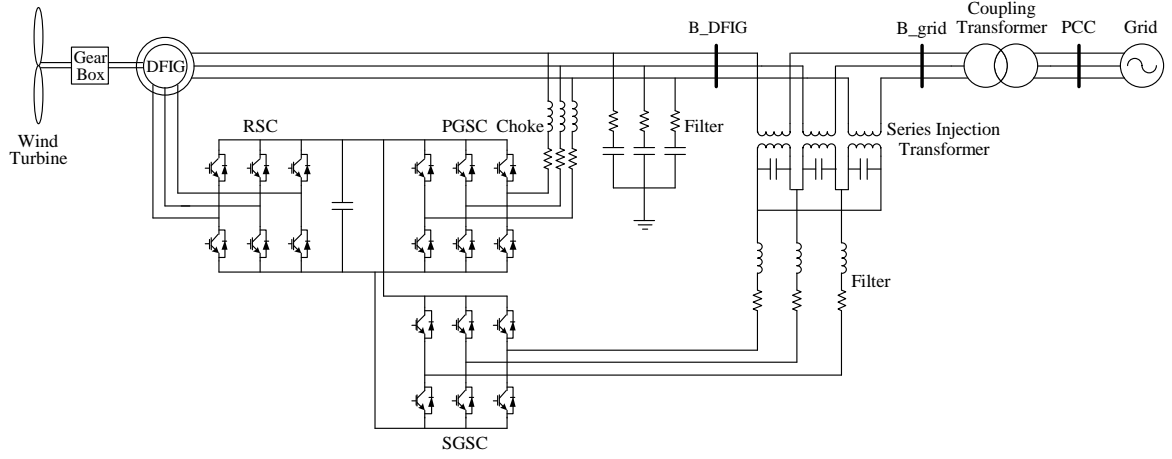 Coupling
Transformer
B_DFIG
B_grid
PCC
Grid
Gear
Box
DFIG
Wind
Turbine
RSC
PGSC
Choke
Filter
Series Injection
Transformer
Filter
SGSC